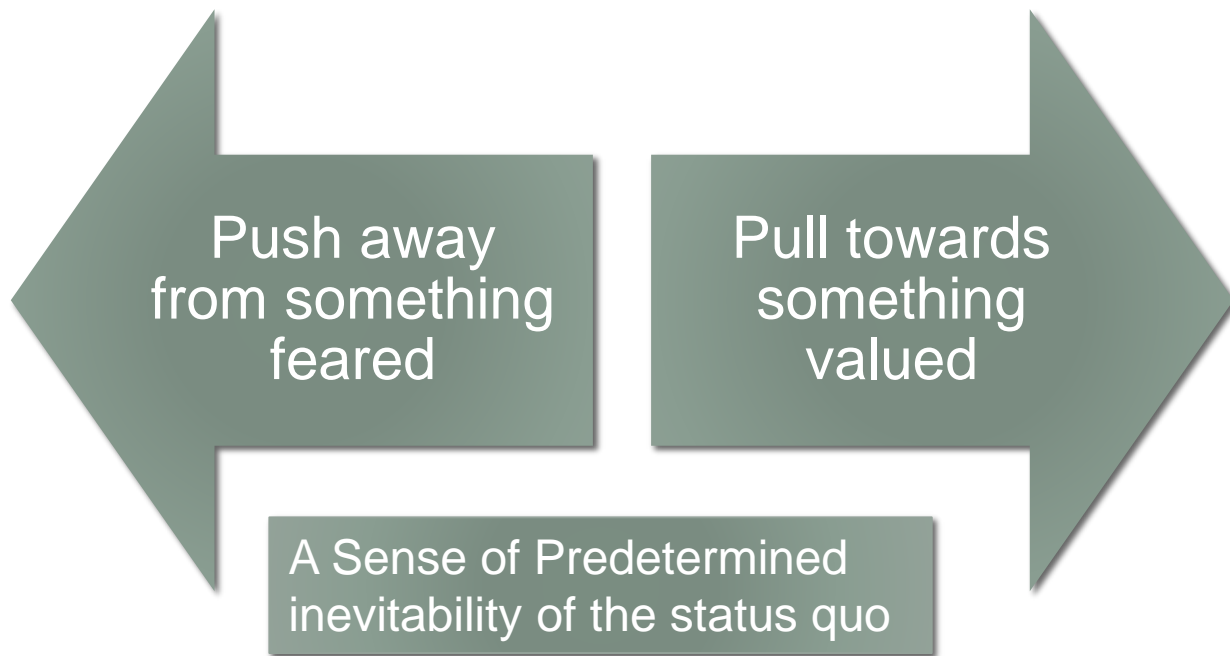 Push away
from something
feared
Pull towards
something
valued
A Sense of Predetermined
inevitability of the status quo